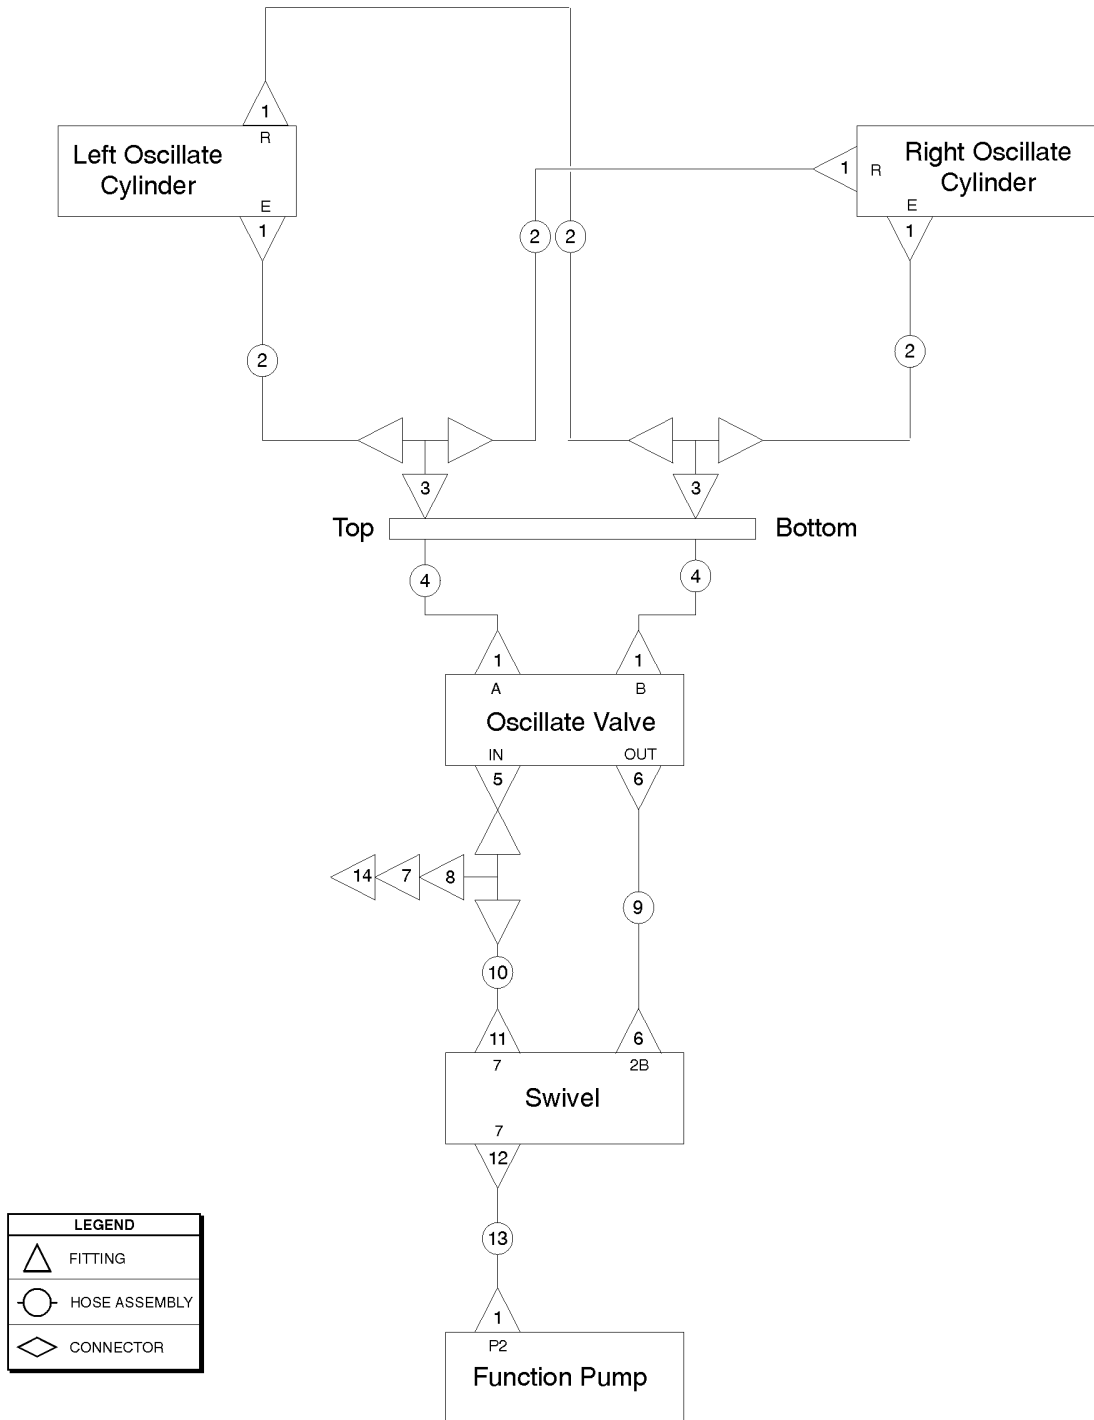 1
R
Left Oscillate
Cylinder
E
1
1
R
Right Oscillate
Cylinder
E
1
2
2
2
2
3
3
Top
Bottom
4
4
1
1
A
B
Oscillate Valve
IN
OUT
5
6
14
7
8
9
10
11
6
7
2B
Swivel
7
12
13
1
P2
Function Pump
LEGEND
FITTING
HOSE ASSEMBLY
CONNECTOR